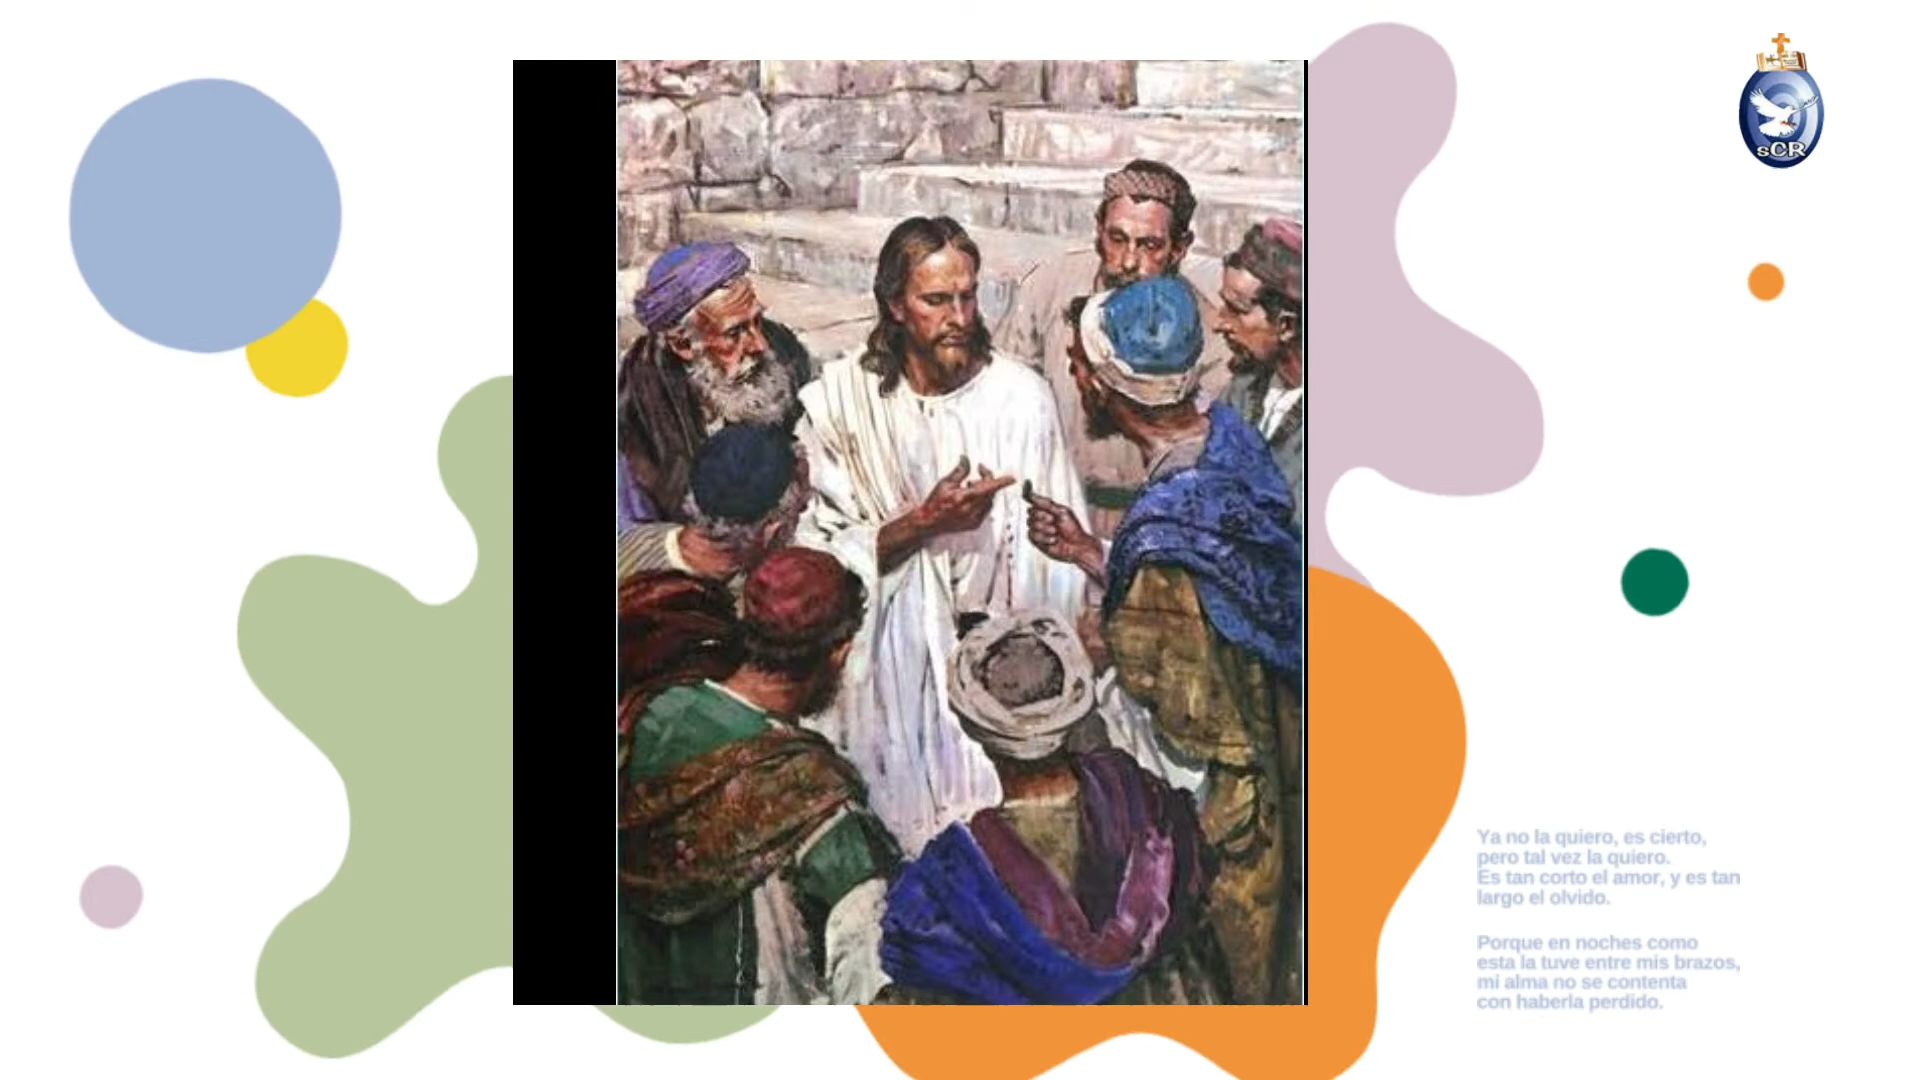 sCR
Ya no la quiero, es cierto,
pero tal vez la quiero.
Es tan corto el amor, y es tan
largo el olvido.
Porque en noches como
esta la tuve entre mis brazos,
mi alma no se contenta
con haberla perdido.